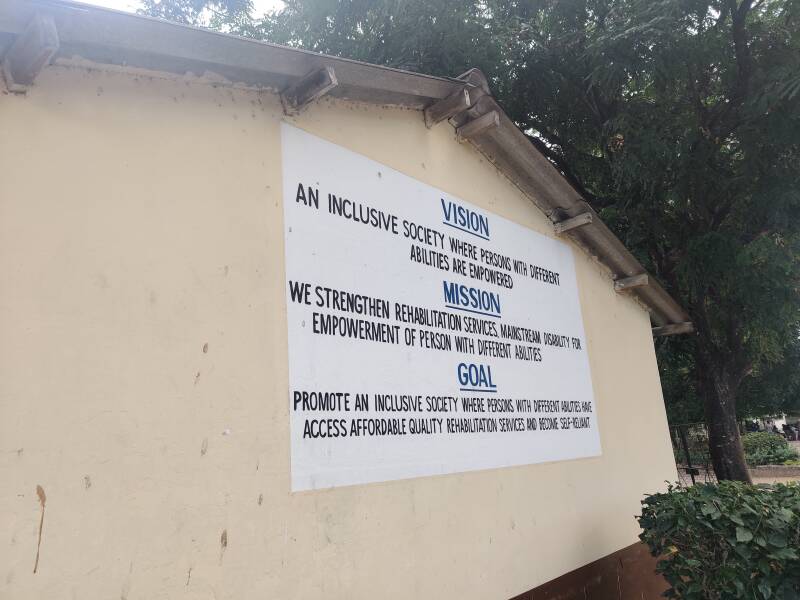 VISION
AN INCLUSIVE SOCIETY WHERE PERSONS WITH DIFFERENT
ABILITIES ARE EMPOWERED
MISSION
WE STRENGTHEN REHABILITATION SERVICES, MAINSTREAM DISABILITY FOR
EMPOWERMENT OF PERSON WITH DIFFERENT ABILITIES
GOAL
PROMOTE AN INCLUSIVE SOCIETY WHERE PERSONS WITH DIFFERENT ABILITIES HAVE
ACCESS AFFORDABLE QUALITY REHABILITATION SERVICES AND BECOME SELF-RELIANT